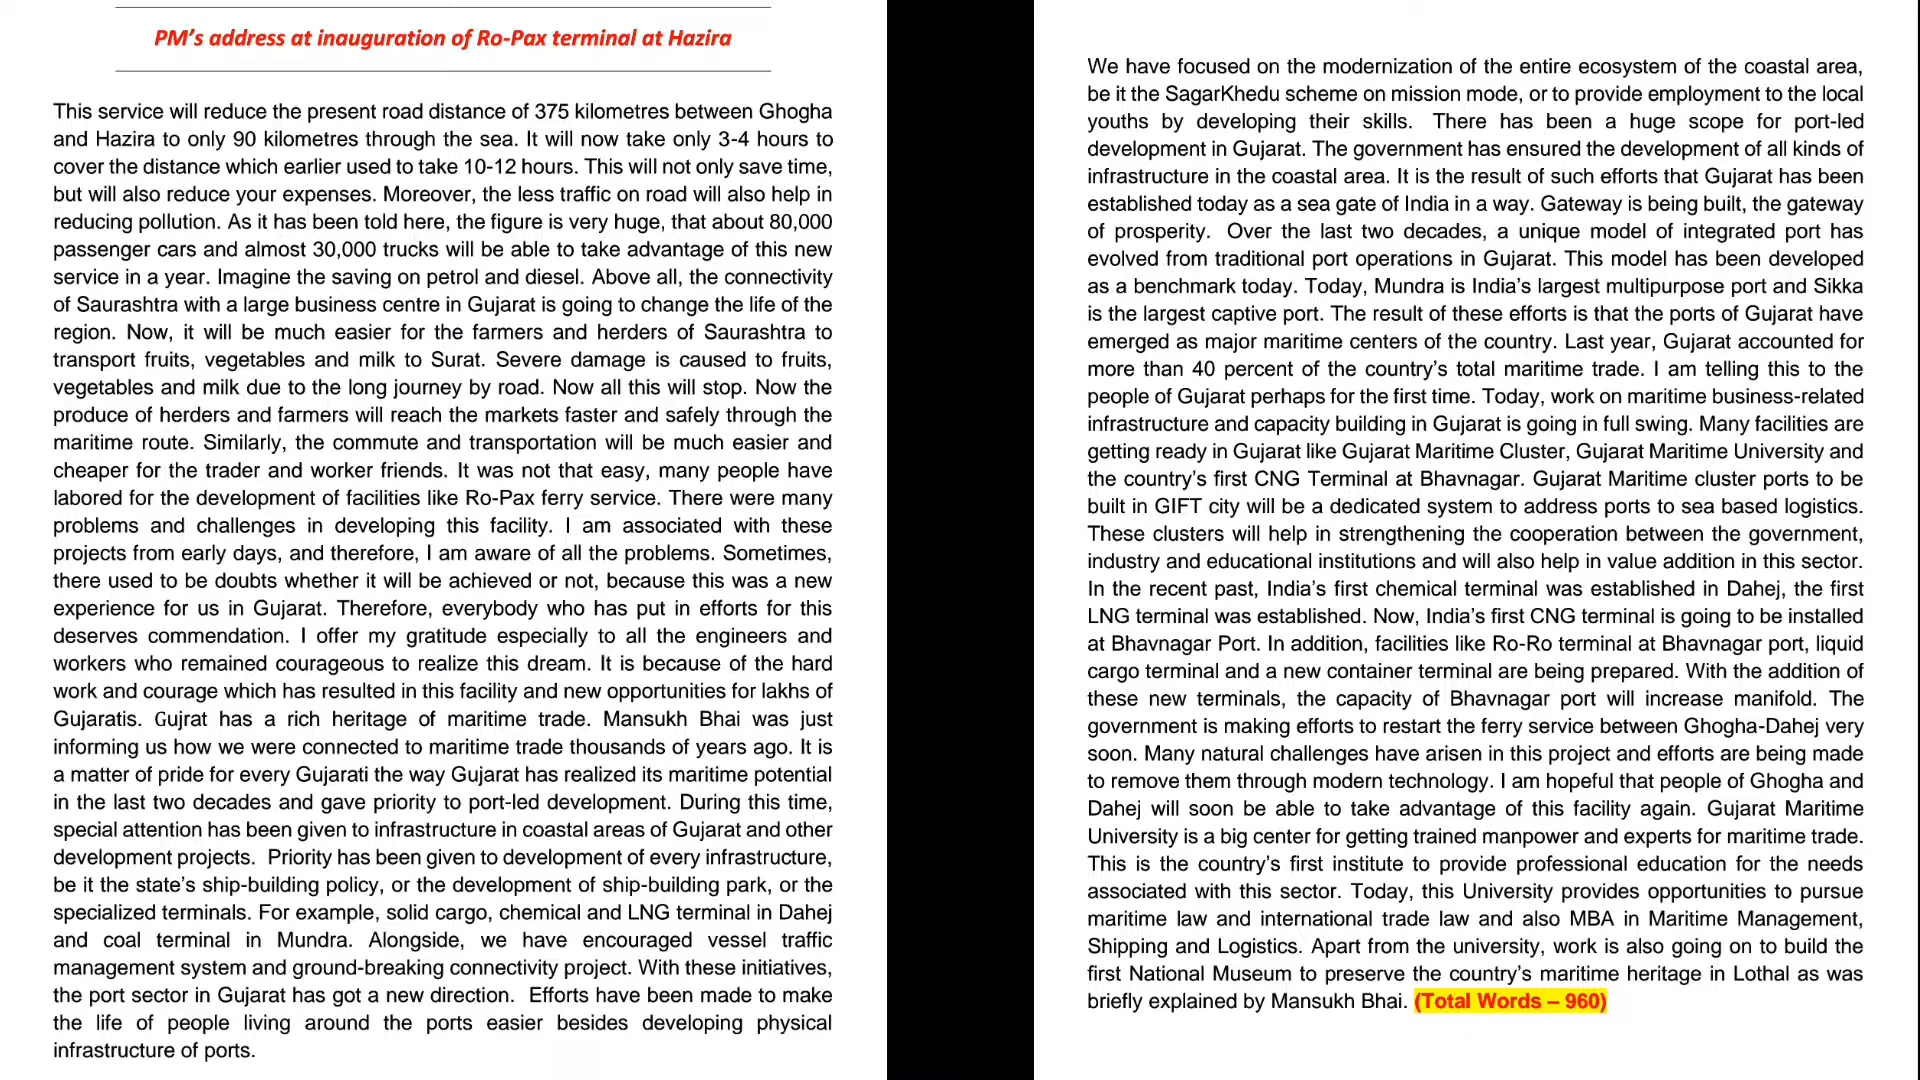 PM’s address at inauguration of Ro-Pax terminal at Hazira
This service will reduce the present road distance of 375 kilometres between Ghogha
and Hazira to only 90 kilometres through the sea. It will now take only 3-4 hours to
cover the distance which earlier used to take 10-12 hours. This will not only save time,
but will also reduce your expenses. Moreover, the less traffic on road will also help in
reducing pollution. As it has been told here, the figure is very huge, that about 80,000
passenger cars and almost 30,000 trucks will be able to take advantage of this new
service in a year. Imagine the saving on petrol and diesel. Above all, the connectivity
of Saurashtra with a large business centre in Gujarat is going to change the life of the
region. Now, it will be much easier for the farmers and herders of Saurashtra to
transport fruits, vegetables and milk to Surat. Severe damage is caused to fruits,
vegetables and milk due to the long journey by road. Now all this will stop. Now the
produce of herders and farmers will reach the markets faster and safely through the
maritime route. Similarly, the commute and transportation will be much easier and
cheaper for the trader and worker friends. It was not that easy, many people have
labored for the development of facilities like Ro-Pax ferry service. There were many
problems and challenges in developing this facility. I am associated with these
projects from early days, and therefore, I am aware of all the problems. Sometimes,
there used to be doubts whether it will be achieved or not, because this was a new
experience for us in Gujarat. Therefore, everybody who has put in efforts for this
deserves commendation. I offer my gratitude especially to all the engineers and
workers who remained courageous to realize this dream. It is because of the hard
work and courage which has resulted in this facility and new opportunities for lakhs of
Gujaratis. Gujrat has a rich heritage of maritime trade. Mansukh Bhai was just
informing us how we were connected to maritime trade thousands of years ago. It is
a matter of pride for every Gujarati the way Gujarat has realized its maritime potential
in the last two decades and gave priority to port-led development. During this time,
special attention has been given to infrastructure in coastal areas of Gujarat and other
development projects.  Priority has been given to development of every infrastructure,
be it the state’s ship-building policy, or the development of ship-building park, or the
specialized terminals. For example, solid cargo, chemical and LNG terminal in Dahej
and coal terminal in Mundra. Alongside, we have encouraged vessel traffic
management system and ground-breaking connectivity project. With these initiatives,
the port sector in Gujarat has got a new direction.  Efforts have been made to make
the life of people living around the ports easier besides developing physical
infrastructure of ports.
We have focused on the modernization of the entire ecosystem of the coastal area,
be it the SagarKhedu scheme on mission mode, or to provide employment to the local
youths by developing their skills.  There has been a huge scope for port-led
development in Gujarat. The government has ensured the development of all kinds of
infrastructure in the coastal area. It is the result of such efforts that Gujarat has been
established today as a sea gate of India in a way. Gateway is being built, the gateway
of prosperity.  Over the last two decades, a unique model of integrated port has
evolved from traditional port operations in Gujarat. This model has been developed
as a benchmark today. Today, Mundra is India’s largest multipurpose port and Sikka
is the largest captive port. The result of these efforts is that the ports of Gujarat have
emerged as major maritime centers of the country. Last year, Gujarat accounted for
more than 40 percent of the country’s total maritime trade. I am telling this to the
people of Gujarat perhaps for the first time. Today, work on maritime business-related
infrastructure and capacity building in Gujarat is going in full swing. Many facilities are
getting ready in Gujarat like Gujarat Maritime Cluster, Gujarat Maritime University and
the country’s first CNG Terminal at Bhavnagar. Gujarat Maritime cluster ports to be
built in GIFT city will be a dedicated system to address ports to sea based logistics.
These clusters will help in strengthening the cooperation between the government,
industry and educational institutions and will also help in value addition in this sector.
In the recent past, India’s first chemical terminal was established in Dahej, the first
LNG terminal was established. Now, India’s first CNG terminal is going to be installed
at Bhavnagar Port. In addition, facilities like Ro-Ro terminal at Bhavnagar port, liquid
cargo terminal and a new container terminal are being prepared. With the addition of
these new terminals, the capacity of Bhavnagar port will increase manifold. The
government is making efforts to restart the ferry service between Ghogha-Dahej very
soon. Many natural challenges have arisen in this project and efforts are being made
to remove them through modern technology. I am hopeful that people of Ghogha and
Dahej will soon be able to take advantage of this facility again. Gujarat Maritime
University is a big center for getting trained manpower and experts for maritime trade.
This is the country’s first institute to provide professional education for the needs
associated with this sector. Today, this University provides opportunities to pursue
maritime law and international trade law and also MBA in Maritime Management,
Shipping and Logistics. Apart from the university, work is also going on to build the
first National Museum to preserve the country’s maritime heritage in Lothal as was
briefly explained by Mansukh Bhai. (Total Words – 960)